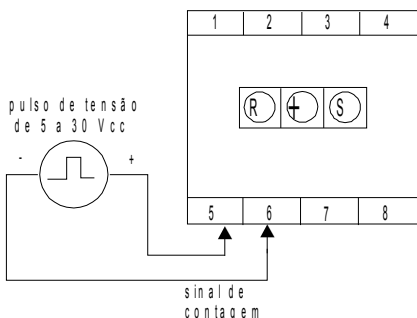 1 2 3 4
R + S
pulso de tensão
de 5 a 30 Vcc
- +
5 6 7 8
sinal de
contagem